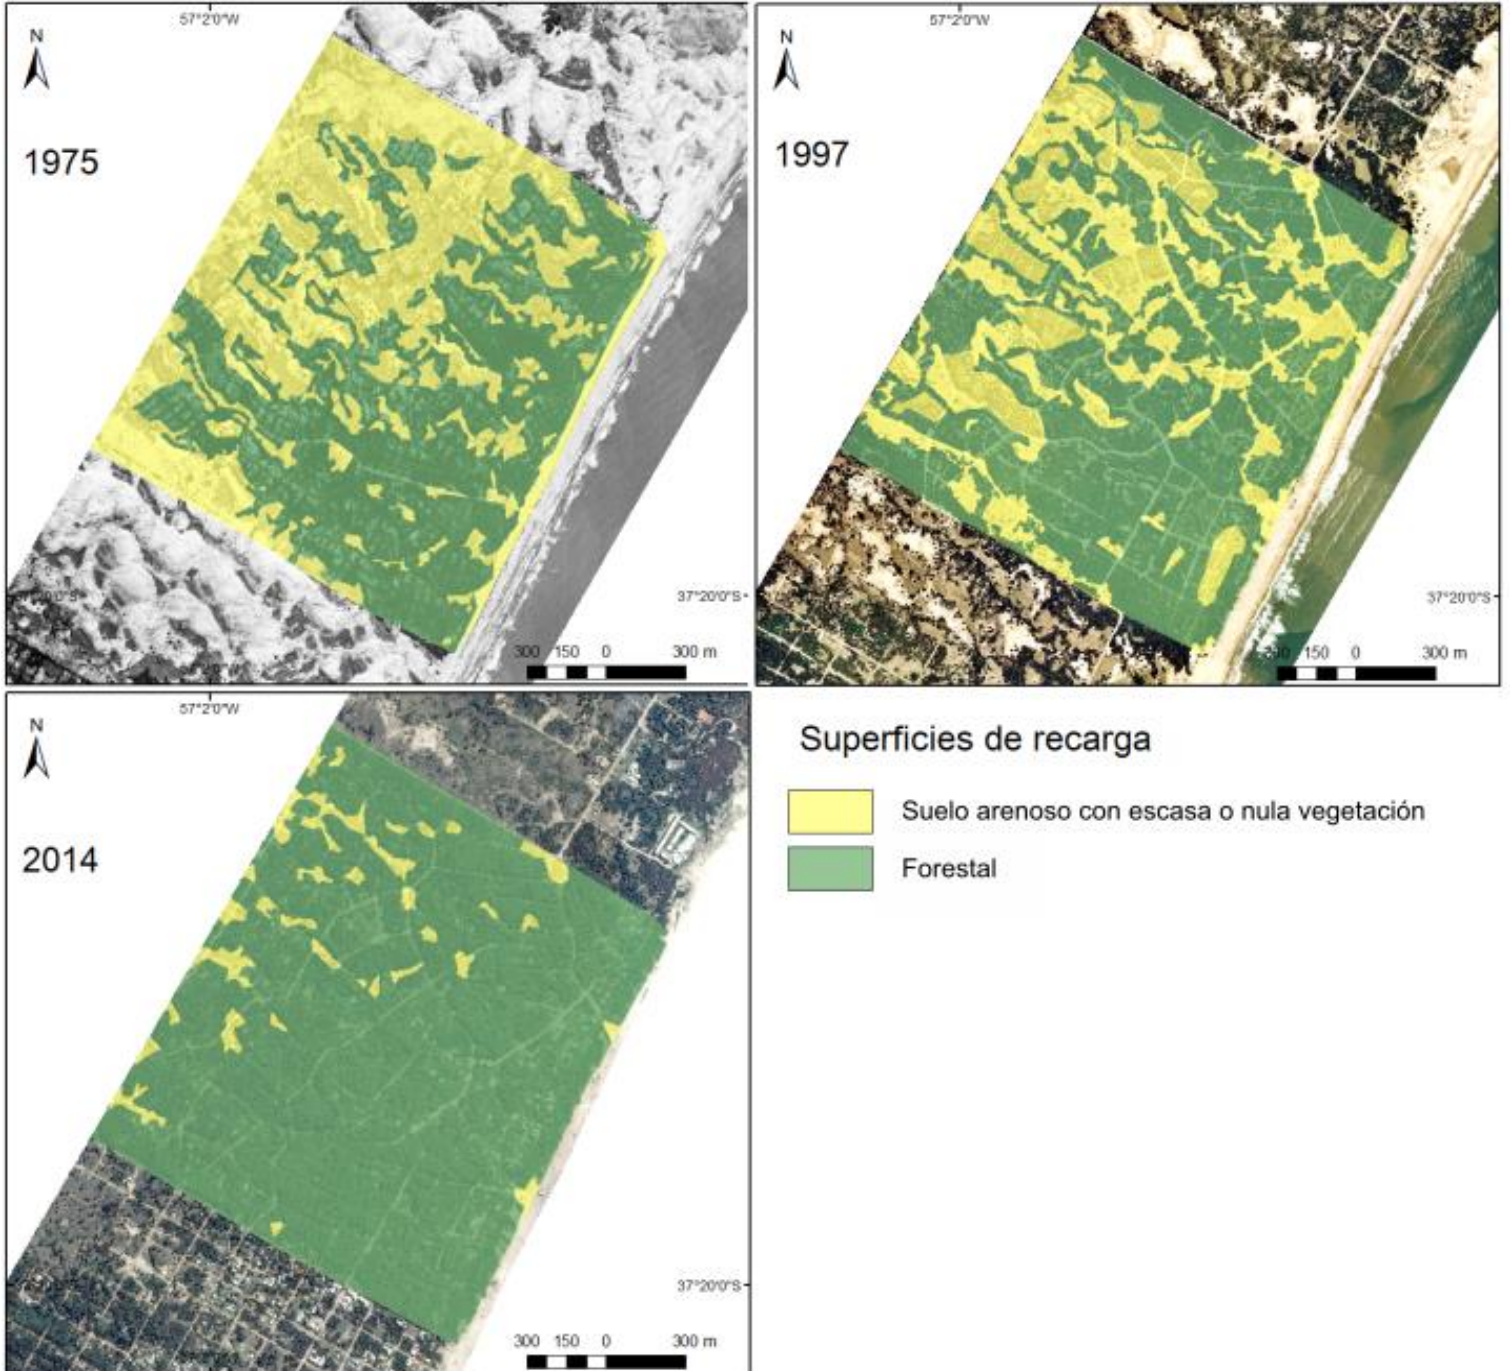 57°2'0"W
N
1975
37°20'0"S
300 150 0 300 m
57°2'0"W
N
1997
37°20'0"S
150 0 300 m
57°2'0"W
N
2014
37°20'0"S
300 150 0 300 m
Superficies de recarga
Suelo arenoso con escasa o nula vegetación
Forestal